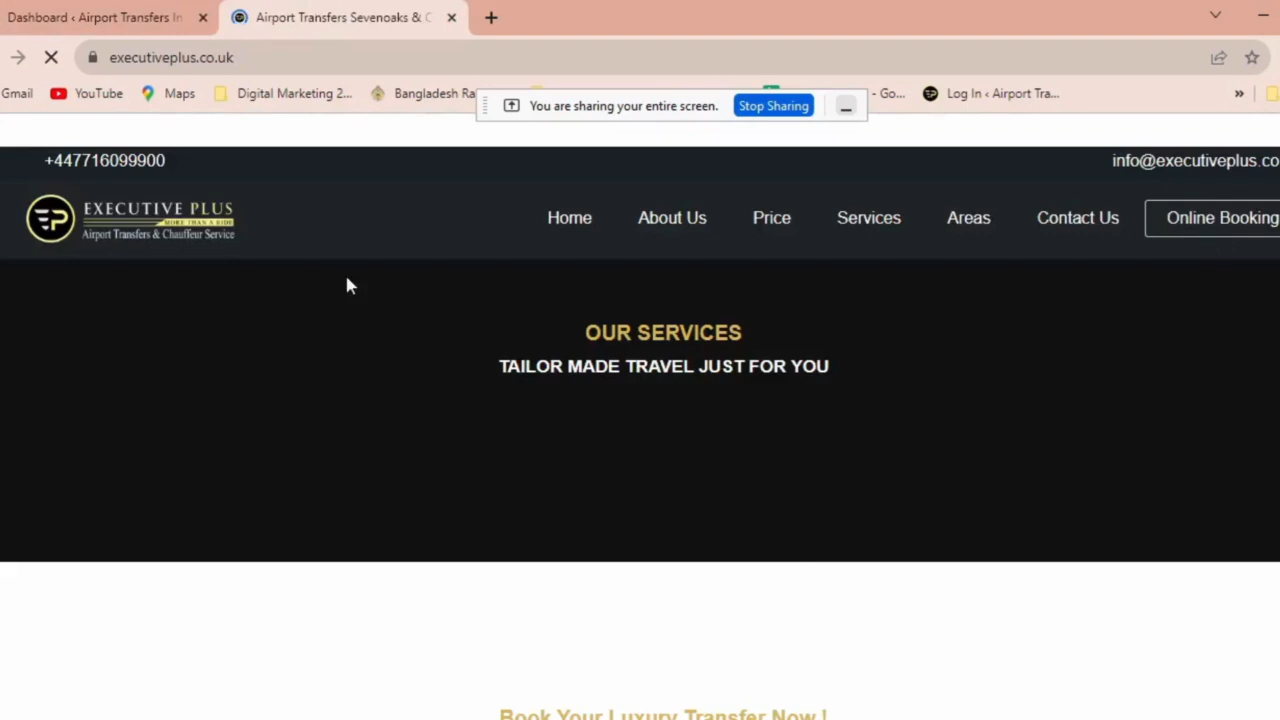 Dashboard ‹ Airport Transfers In
Airport Transfers Sevenoaks & C
executiveplus.co.uk
Gmail
YouTube
Maps
Digital Marketing 2...
Bangladesh Ra
- Go...
Log In ‹ Airport Tra...
»
You are sharing your entire screen.
Stop Sharing
+447716099900
info@executiveplus.co
EP
EXECUTIVE PLUS
MORE THAN A RIDE
Airport Transfers & Chauffeur Service
Home
About Us
Price
Services
Areas
Contact Us
Online Booking
OUR SERVICES
TAILOR MADE TRAVEL JUST FOR YOU
Book Your Luxury Transfer Now !